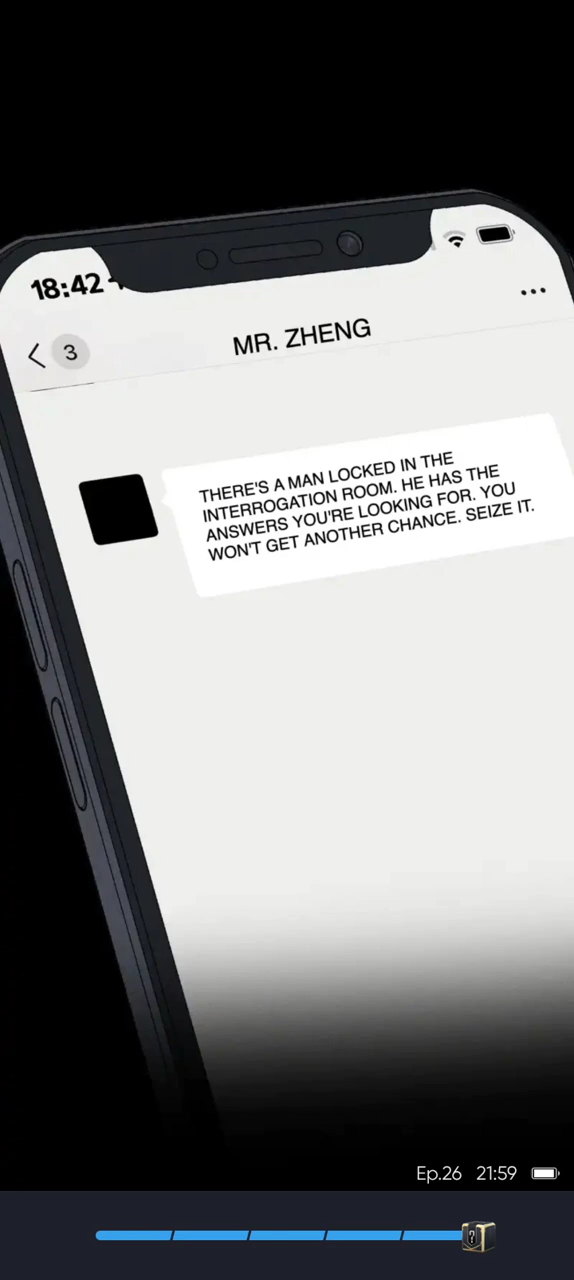 18:42
3
MR. ZHENG
THERE'S A MAN LOCKED IN THE
INTERROGATION ROOM. HE HAS THE
ANSWERS YOU'RE LOOKING FOR. YOU
WON'T GET ANOTHER CHANCE. SEIZE IT.
Ep.26 21:59
?